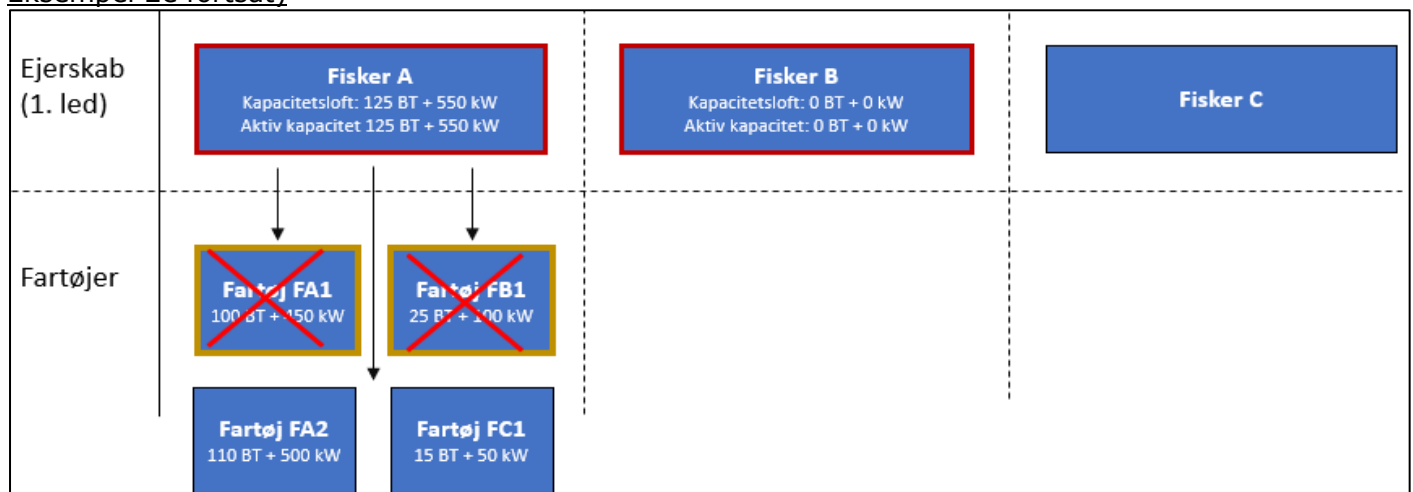 Eksempel fortsat)
Ejerskab
(1. led)
Fisker A
Kapacitetsloft: 125 BT + 550 kW
Aktiv kapacitet 125 BT + 550 kW
Fisker B
Kapacitetsloft: 0 BT + 0 kW
Aktiv kapacitet: 0 BT + 0 kW
Fisker C
Fartøjer
Fartøj FA1
100 BT + 450 kW
Fartøj FB1
25 BT + 100 kW
Fartøj FA2
110 BT + 500 kW
Fartøj FC1
15 BT + 50 kW